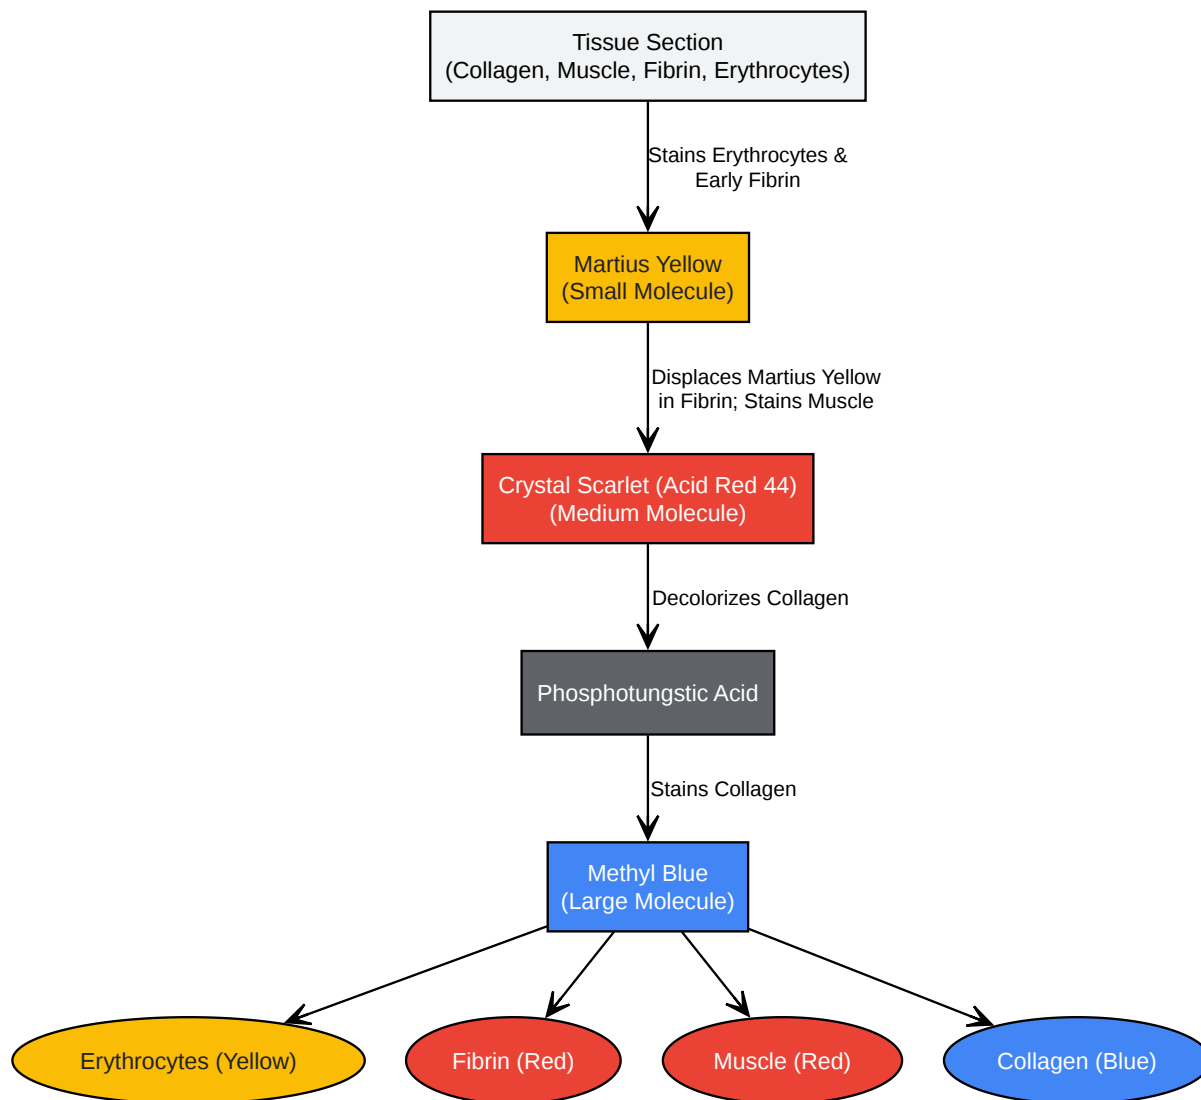 Tissue Section
(Collagen, Muscle, Fibrin, Erythrocytes)
Stains Erythrocytes &
Early Fibrin
Martius Yellow
(Small Molecule)
Displaces Martius Yellow
in Fibrin; Stains Muscle
Crystal Scarlet (Acid Red 44)
(Medium Molecule)
Decolorizes Collagen
Phosphotungstic Acid
Stains Collagen
Methyl Blue
(Large Molecule)
Erythrocytes (Yellow)
Fibrin (Red)
Muscle (Red)
Collagen (Blue)